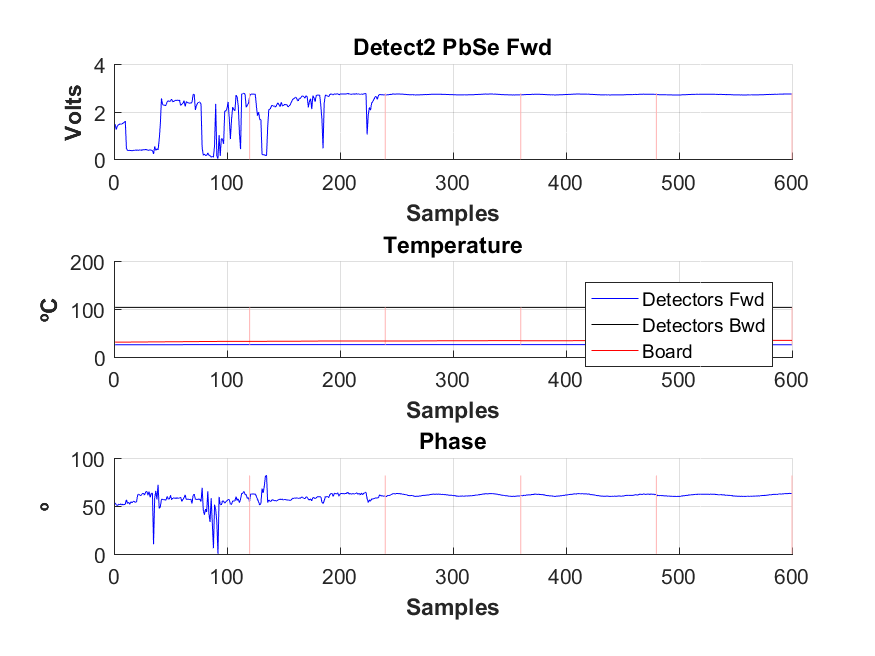 Detect2 PbSe Fwd
Volts
4
2
0
0 100 200 300 400 500 600
Samples
Temperature
ºC
200
100
0
Detectors Fwd
Detectors Bwd
Board
0 100 200 300 400 500 600
Samples
Phase
º
100
50
0
0 100 200 300 400 500 600
Samples